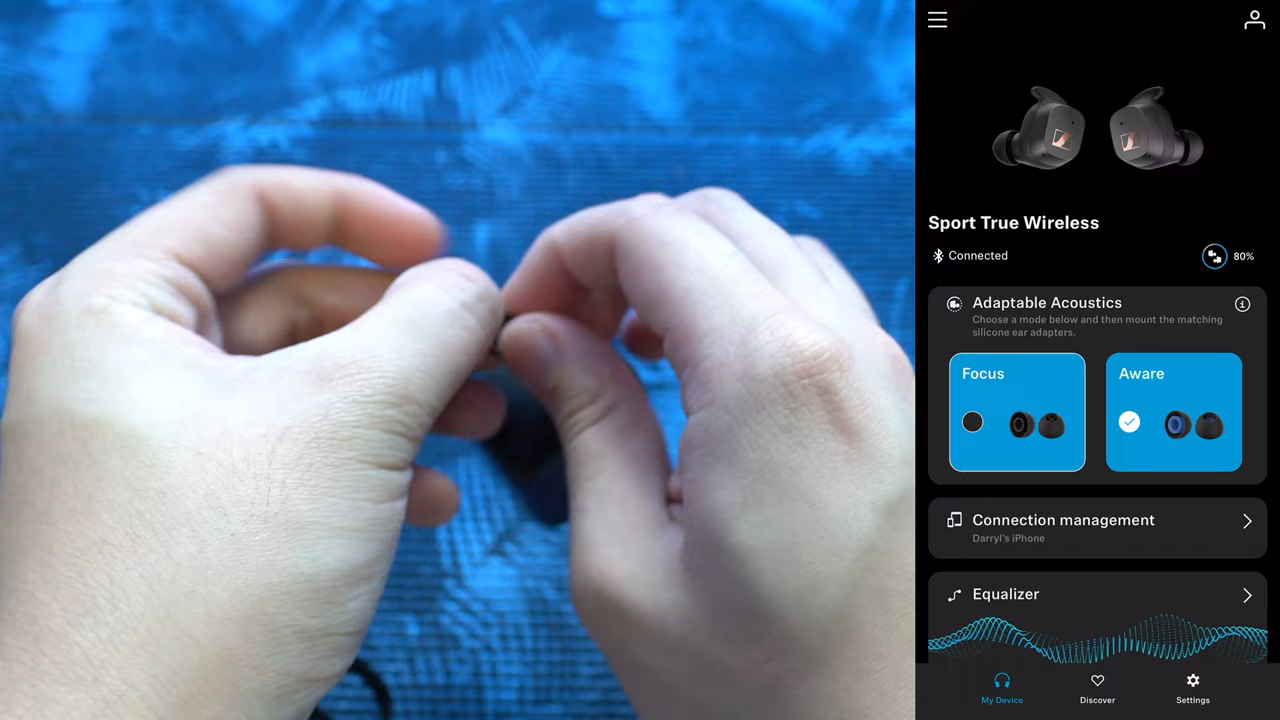 Sport True Wireless
Connected
80%
Adaptable Acoustics
Choose a mode below and then mount the matching
silicone ear adapters.
Focus
Aware
Connection management
Darryl's iPhone
Equalizer
My Device
Discover
Settings